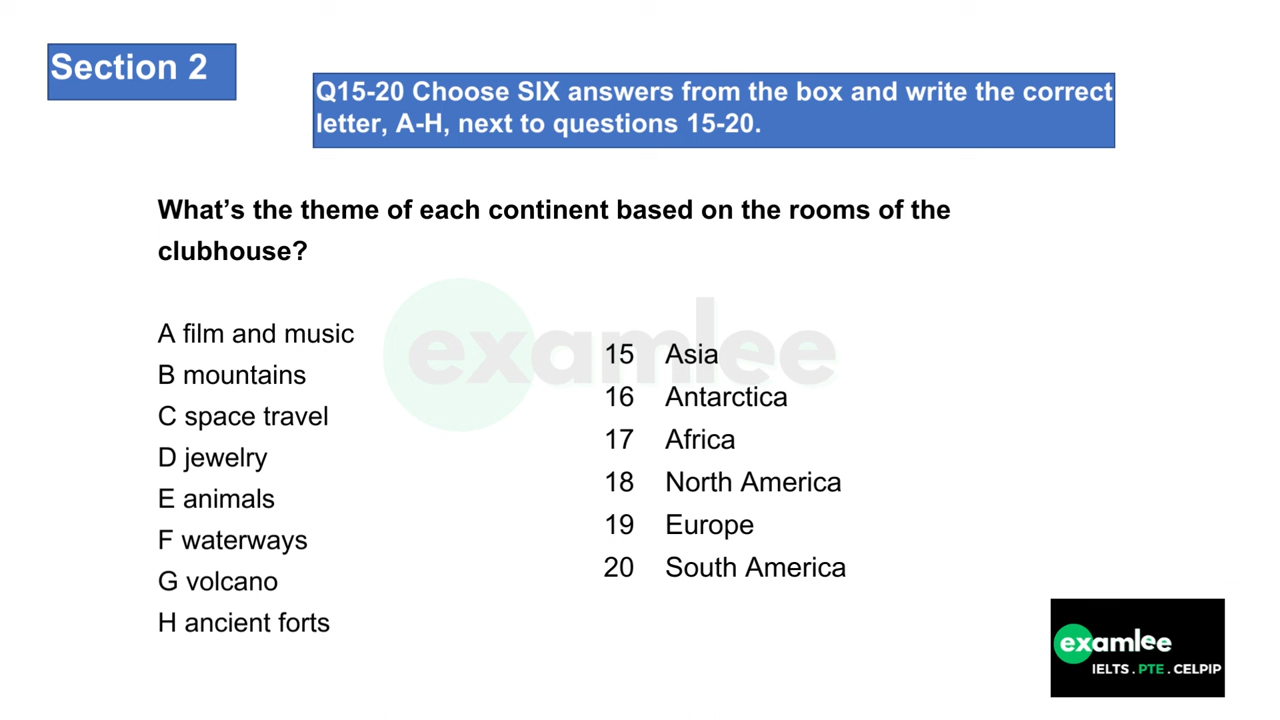 Section 2
Q15-20 Choose SIX answers from the box and write the correct
letter, A-H, next to questions 15-20.
What's the theme of each continent based on the rooms of the
clubhouse?
A film and music
B mountains
C space travel
D jewelry
E animals
F waterways
G volcano
H ancient forts
examlee
15 Asia
16 Antarctica
17 Africa
18 North America
19 Europe
20 South America
examlee
IELTS . PTE . CELPIP